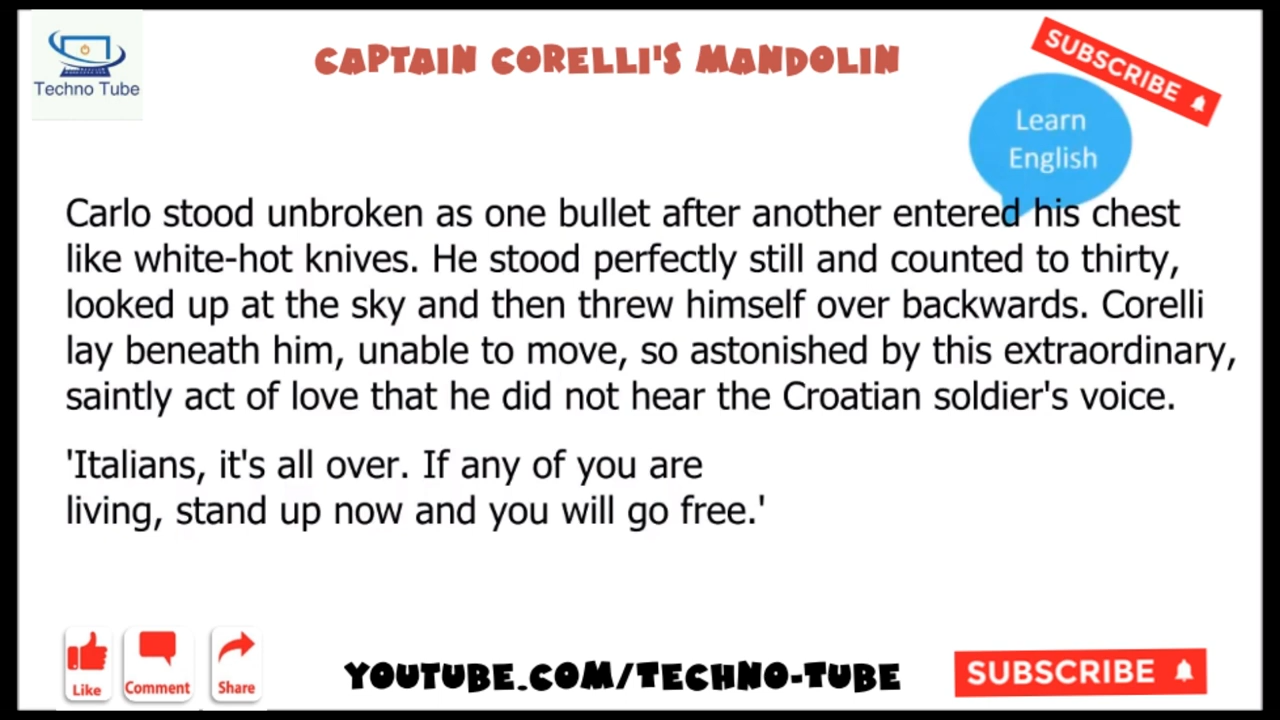 CAPTAIN CORELLI'S MANDOLIN
SUBSCRIBE
Techno Tube
Learn
English
Carlo stood unbroken as one bullet after another entered his chest
like white-hot knives. He stood perfectly still and counted to thirty,
looked up at the sky and then threw himself over backwards. Corelli
lay beneath him, unable to move, so astonished by this extraordinary,
saintly act of love that he did not hear the Croatian soldier's voice.
'Italians, it's all over. If any of you are
living, stand up now and you will go free.'
Like
Comment
Share
YOUTUBE.COM/TECHNO-TUBE
SUBSCRIBE